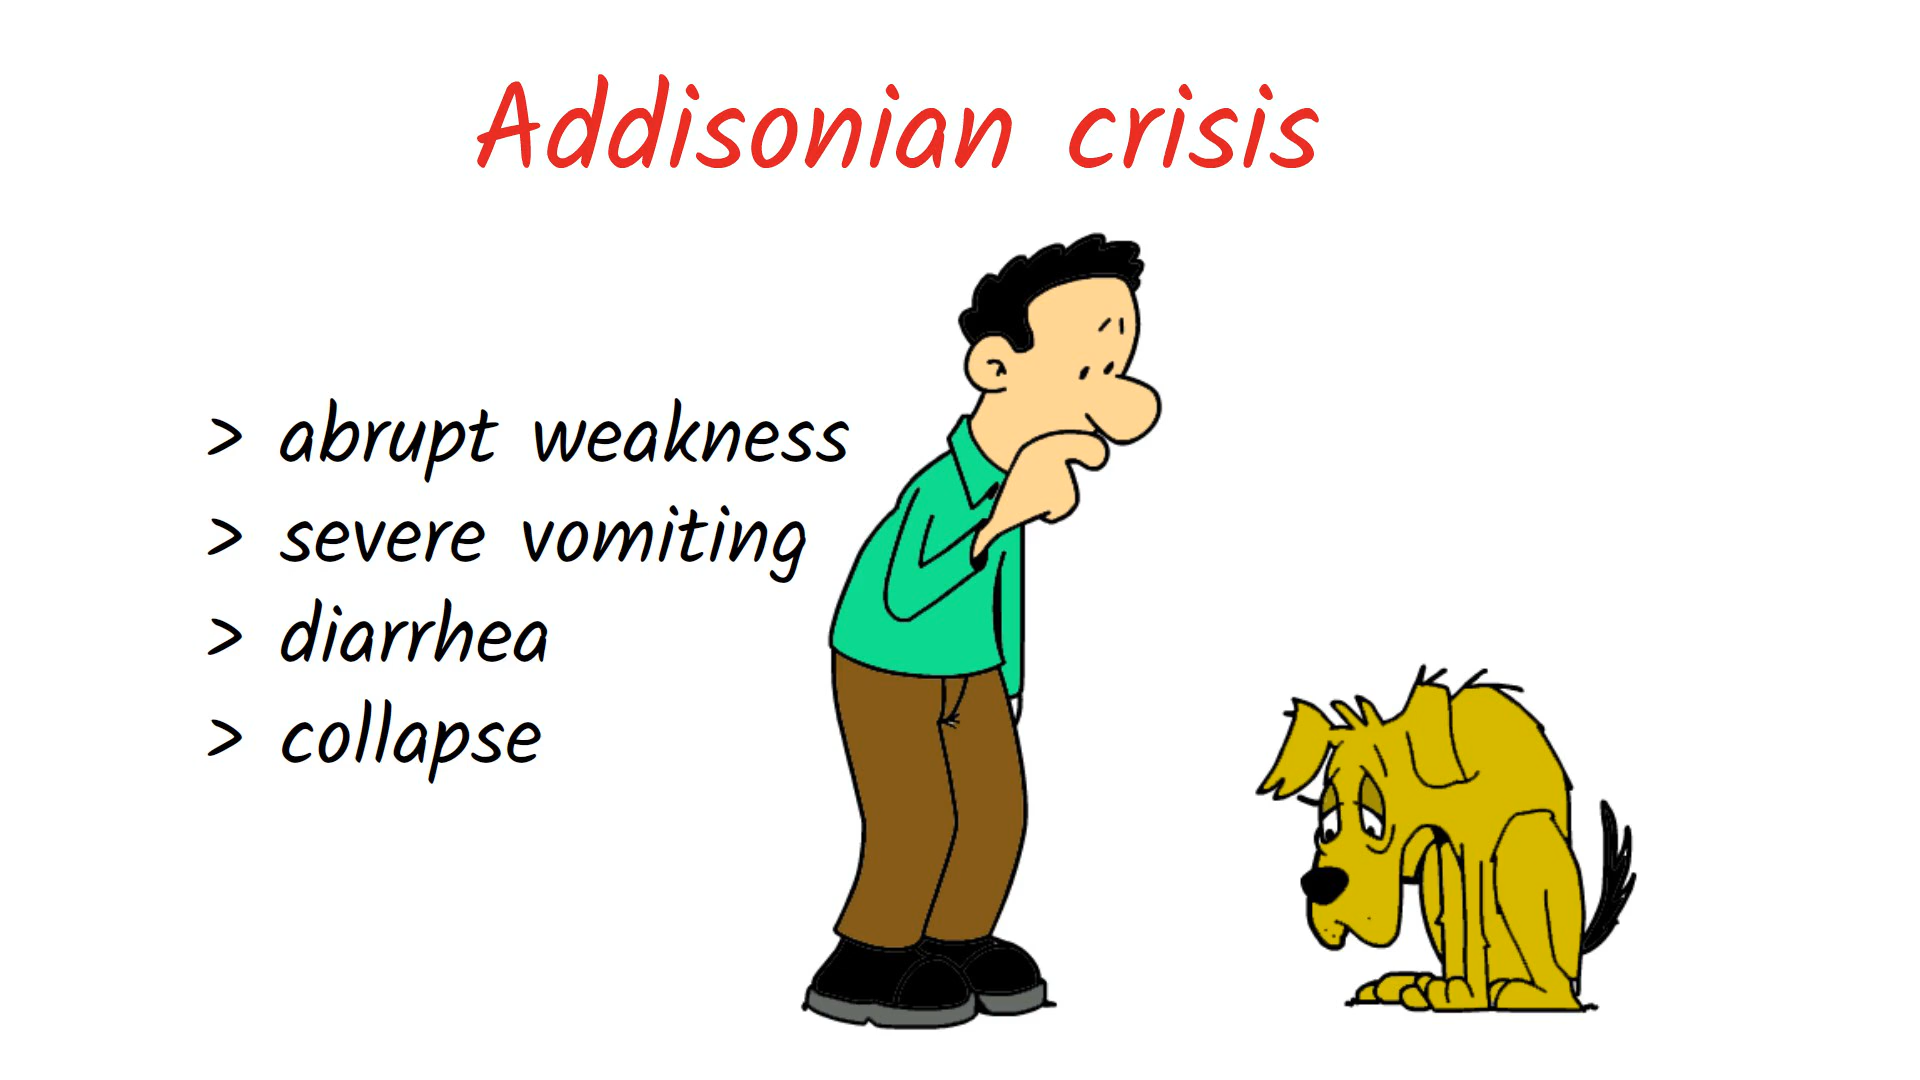 Addisonian crisis
> abrupt weakness
> severe vomiting
> diarrhea
> collapse